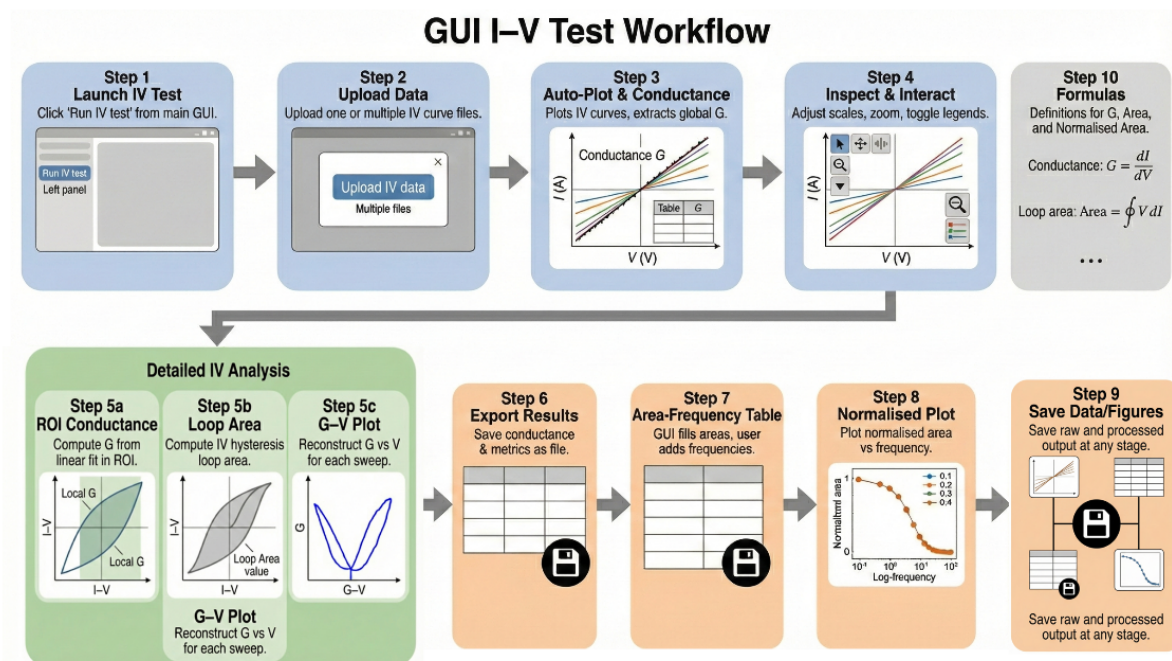 GUI I–V Test Workflow
Step 1
Launch IV Test
Click 'Run IV test' from main GUI.
Run IV test
Left panel
Step 2
Upload Data
Upload one or multiple IV curve files.
×
Upload IV data
Multiple files
Step 3
Auto-Plot & Conductance
Plots IV curves, extracts global G.
Conductance G
I (A)
Table G
V (V)
Step 4
Inspect & Interact
Adjust scales, zoom, toggle legends.
I (A)
V (V)
Step 10
Formulas
Definitions for G, Area,
and Normalised Area.
Conductance: G = dI/dV
Loop area: Area = ∮ V dI
...
Detailed IV Analysis
Step 5a
ROI Conductance
Compute G from
linear fit in ROI.
Local G
I–V
Local G
I–V
Step 5b
Loop Area
Compute IV hysteresis
loop area.
I–V
Loop Area
value
I–V
G–V Plot
Reconstruct G vs V
for each sweep.
Step 5c
G–V Plot
Reconstruct G vs V
for each sweep.
G
G–V
Step 6
Export Results
Save conductance
& metrics as file.
Step 7
Area-Frequency Table
GUI fills areas, user
adds frequencies.
Step 8
Normalised Plot
Plot normalised area
vs frequency.
1
0.1
0.2
0.3
0.4
0
10⁻¹ 10⁰ 10¹ 10² 10²
Log-frequency
Step 9
Save Data/Figures
Save raw and processed
output at any stage.
Save raw and processed
output at any stage.